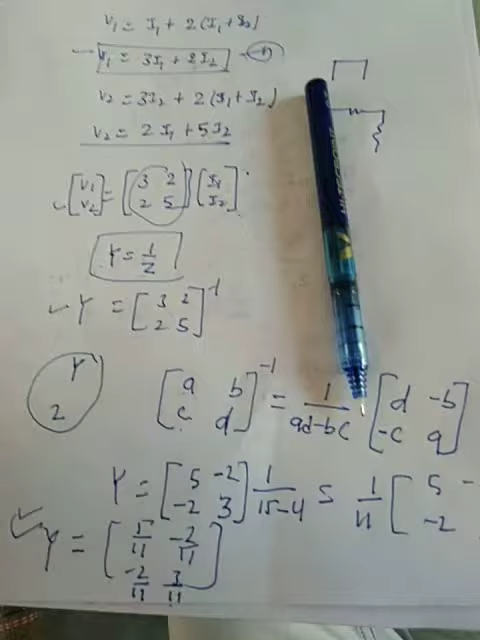 V₁ = I₁ + 2(I₁+I₂)
V₁ = 3I₁ + 2I₂ — ①
V₂ = 3I₂ + 2(I₁+I₂)
V₂ = 2I₁ + 5I₂
[V₁ V₂] = [3 2 2 5] [I₁ I₂]
Y = 1/Z
✓ Y = [3 2 2 5]⁻¹
Y
Z
[a b c d]⁻¹ = 1/(ad-bc) [d -b -c a]
Y = [5 -2 -2 3] 1/(15-4) = 1/11 [5 - -2
✓ Y = [5/11 -2/11 -2/11 3/11]